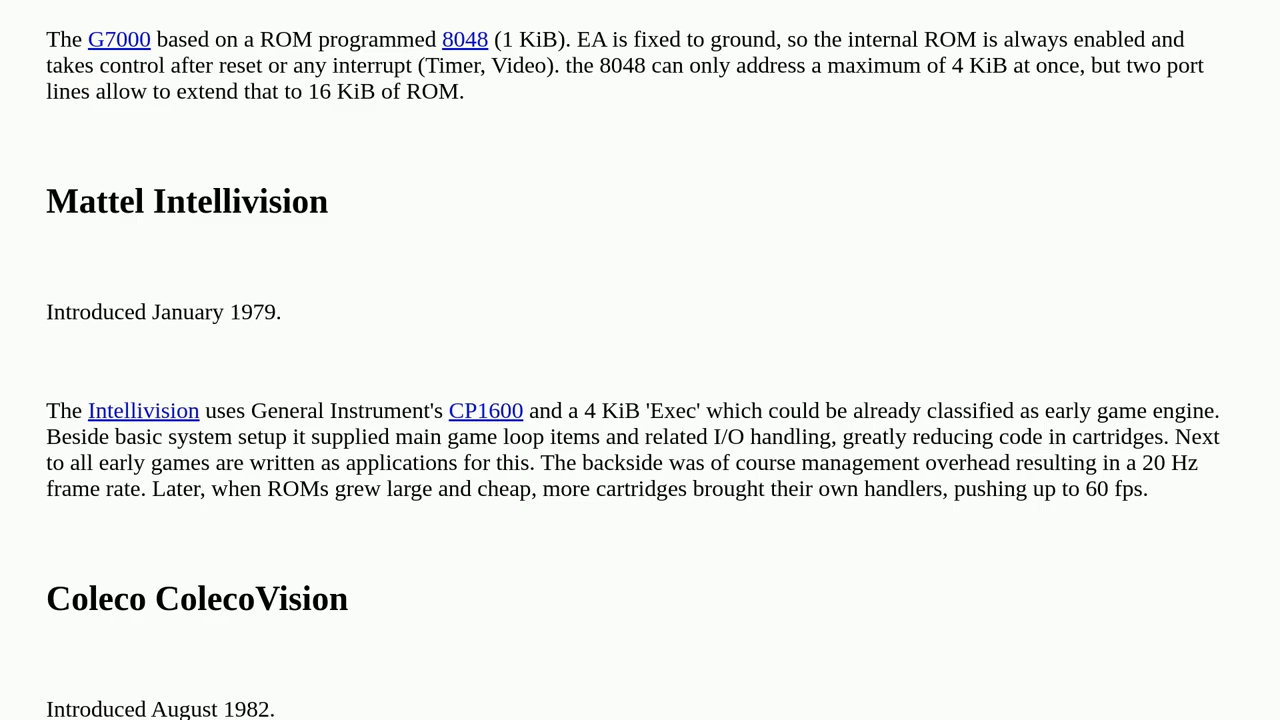 The G7000 based on a ROM programmed 8048 (1 KiB). EA is fixed to ground, so the internal ROM is always enabled and
takes control after reset or any interrupt (Timer, Video). the 8048 can only address a maximum of 4 KiB at once, but two port
lines allow to extend that to 16 KiB of ROM.
Mattel Intellivision
Introduced January 1979.
The Intellivision uses General Instrument's CP1600 and a 4 KiB 'Exec' which could be already classified as early game engine.
Beside basic system setup it supplied main game loop items and related I/O handling, greatly reducing code in cartridges. Next
to all early games are written as applications for this. The backside was of course management overhead resulting in a 20 Hz
frame rate. Later, when ROMs grew large and cheap, more cartridges brought their own handlers, pushing up to 60 fps.
Coleco ColecoVision
Introduced August 1982.